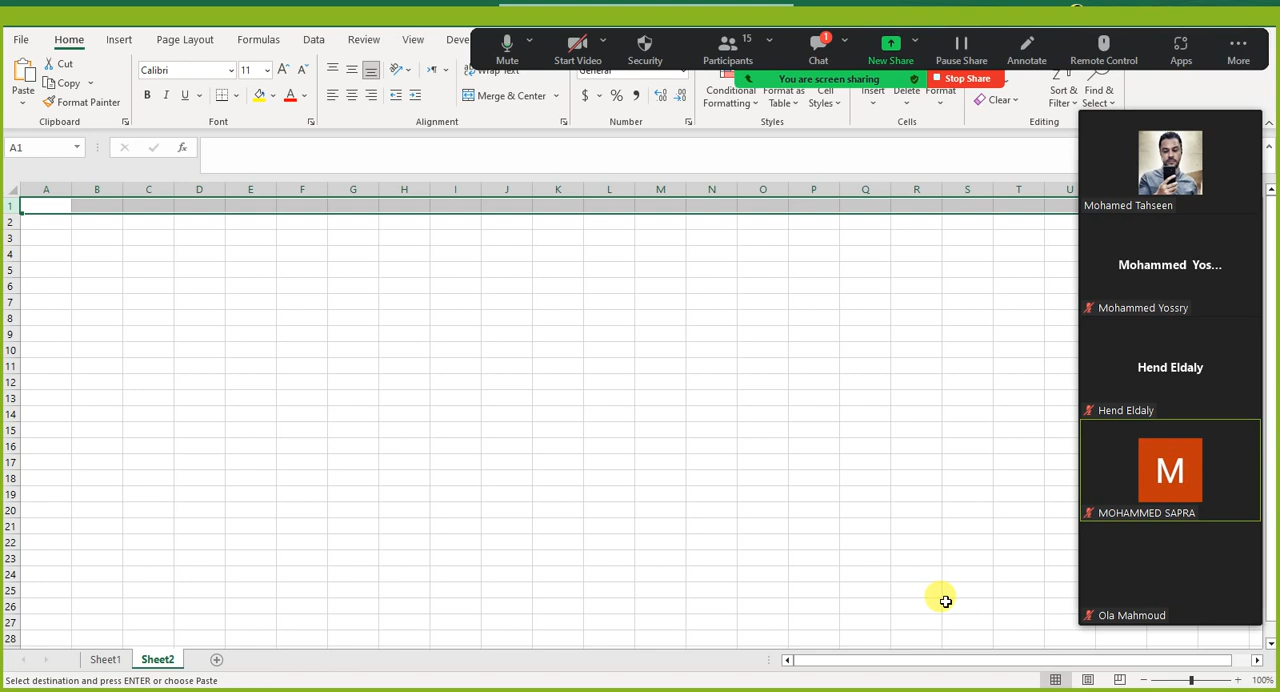 File Home Insert Page Layout Formulas Data Review View Deve
Mute Start Video Security Participants 15 Chat 1 New Share Pause Share Annotate Remote Control Apps More
You are screen sharing Stop Share
Paste Cut
Copy
Format Painter
Calibri 11
B I U
Wrap Text
Merge & Center
General
$ % 9
Conditional Formatting Format as Table Cell Styles
Insert Delete Format
Clear
Sort & Filter Find & Select
Clipboard Font Alignment Number Styles Cells Editing
A1 fx
A B C D E F G H I J K L M N O P Q R S T U
1
2
3
4
5
6
7
8
9
10
11
12
13
14
15
16
17
18
19
20
21
22
23
24
25
26
27
28
Mohamed Tahseen
Mohammed Yos...
Mohammed Yossry
Hend Eldaly
Hend Eldaly
M
MOHAMMED SAPRA
Ola Mahmoud
Sheet1 Sheet2
Select destination and press ENTER or choose Paste
100%